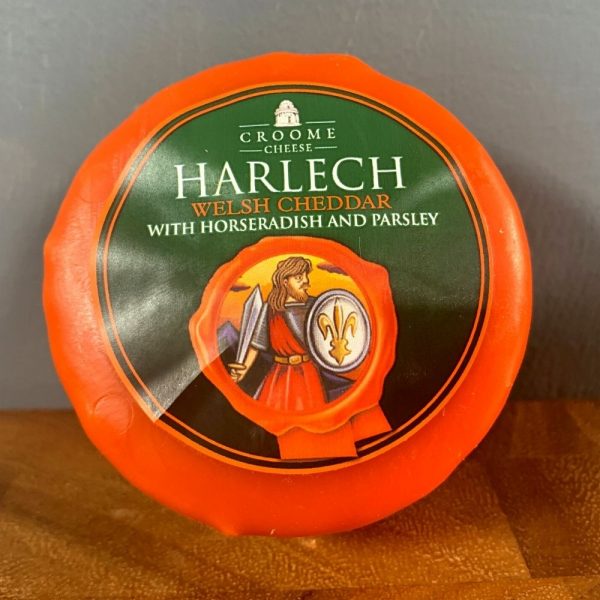 CROOME
CHEESE
HARLECH
WELSH CHEDDAR
WITH HORSERADISH AND PARSLEY